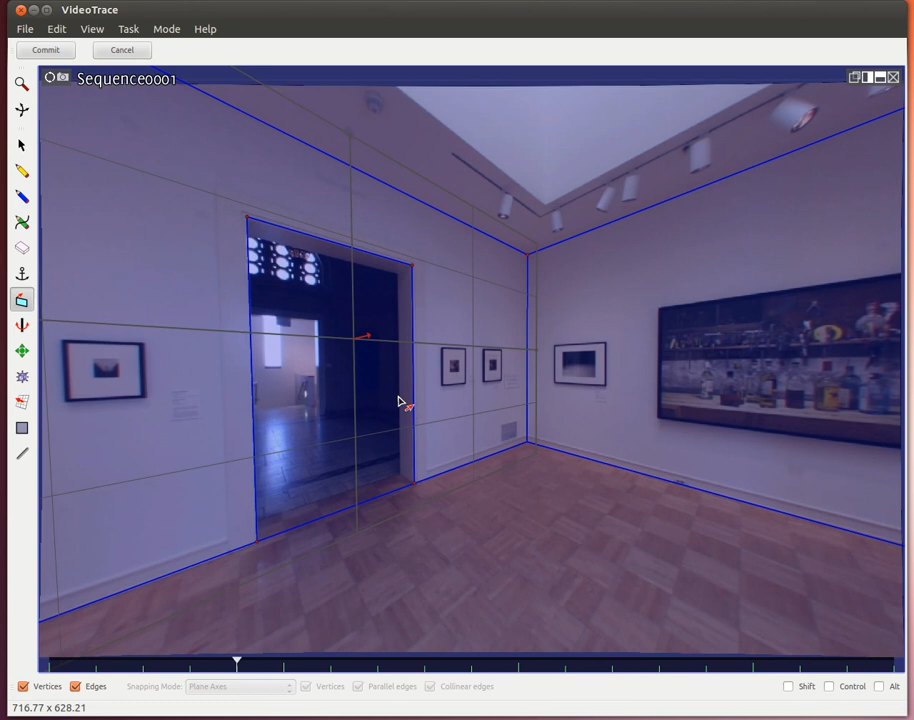 VideoTrace
File Edit View Task Mode Help
Commit Cancel
Sequence0001
Vertices Edges Snapping Mode: Plane Axes Vertices Parallel edges Collinear edges Shift Control Alt
716.77 x 628.21